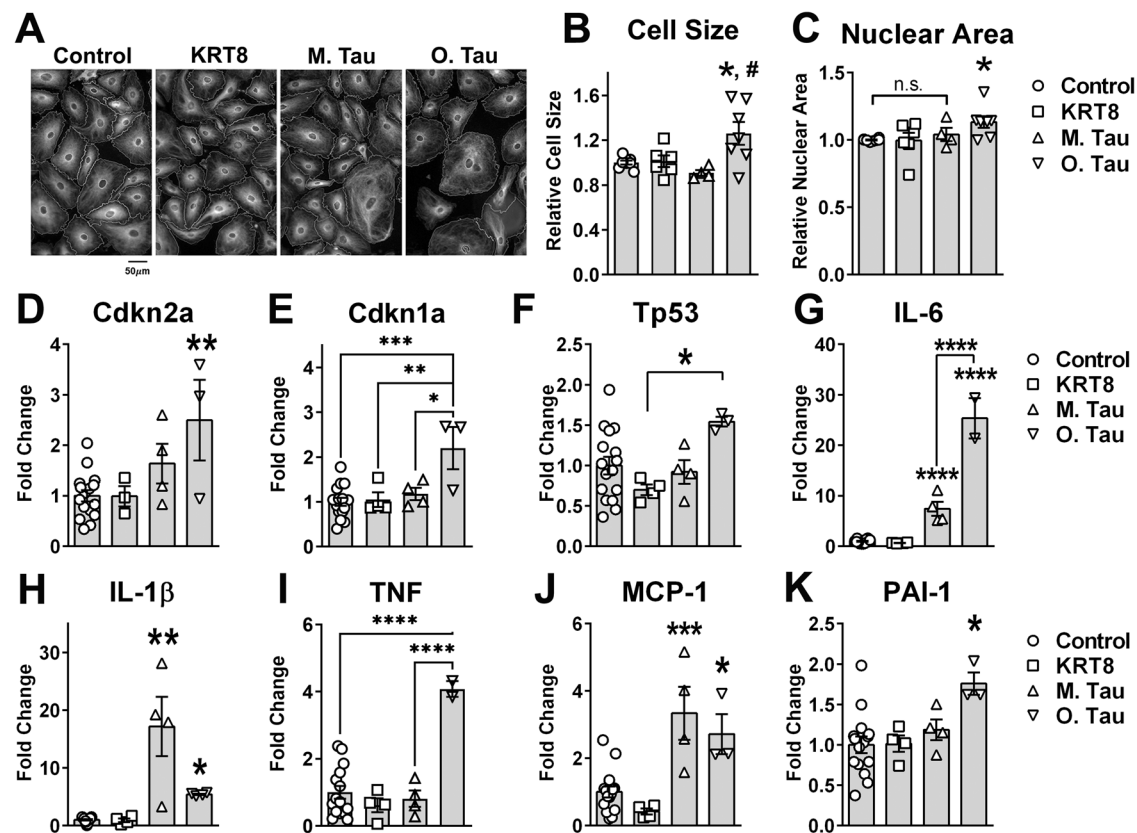 A
Control KRT8 M. Tau O. Tau
50µm
B Cell Size
Relative Cell Size
1.6
1.2
0.8
0.4
0.0
*, #
C Nuclear Area
Relative Nuclear Area
1.5
1.0
0.5
0.0
n.s.
*
Control
KRT8
M. Tau
O. Tau
D Cdkn2a
Fold Change
4
3
2
1
0
**
E Cdkn1a
Fold Change
4
3
2
1
0
***
**
*
F Tp53
Fold Change
2.5
2.0
1.5
1.0
0.5
0.0
*
G IL-6
Fold Change
40
30
20
10
0
****
****
****
Control
KRT8
M. Tau
O. Tau
H IL-1β
Fold Change
30
20
10
0
**
*
I TNF
Fold Change
6
4
2
0
****
****
J MCP-1
Fold Change
6
4
2
0
***
*
K PAI-1
Fold Change
2.5
2.0
1.5
1.0
0.5
0.0
*
Control
KRT8
M. Tau
O. Tau